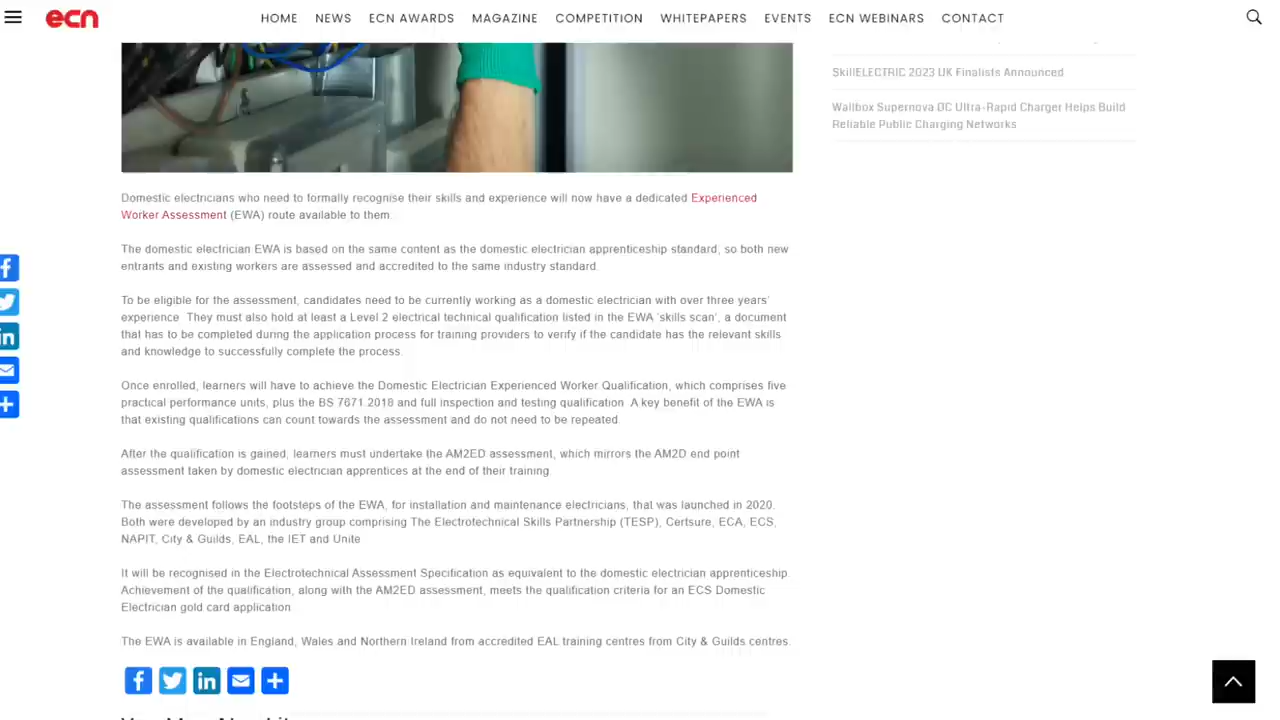 ecn HOME NEWS ECN AWARDS MAGAZINE COMPETITION WHITEPAPERS EVENTS ECN WEBINARS CONTACT
SkillELECTRIC 2023 UK Finalists Announced
Wallbox Supernova DC Ultra-Rapid Charger Helps Build
Reliable Public Charging Networks
Domestic electricians who need to formally recognise their skills and experience will now have a dedicated Experienced
Worker Assessment (EWA) route available to them.
The domestic electrician EWA is based on the same content as the domestic electrician apprenticeship standard, so both new
entrants and existing workers are assessed and accredited to the same industry standard.
To be eligible for the assessment, candidates need to be currently working as a domestic electrician with over three years’
experience. They must also hold at least a Level 2 electrical technical qualification listed in the EWA ‘skills scan’, a document
that has to be completed during the application process for training providers to verify if the candidate has the relevant skills
and knowledge to successfully complete the process.
Once enrolled, learners will have to achieve the Domestic Electrician Experienced Worker Qualification, which comprises five
practical performance units, plus the BS 7671:2018 and full inspection and testing qualification. A key benefit of the EWA is
that existing qualifications can count towards the assessment and do not need to be repeated.
After the qualification is gained, learners must undertake the AM2ED assessment, which mirrors the AM2D end point
assessment taken by domestic electrician apprentices at the end of their training.
The assessment follows the footsteps of the EWA, for installation and maintenance electricians, that was launched in 2020.
Both were developed by an industry group comprising The Electrotechnical Skills Partnership (TESP), Certsure, ECA, ECS,
NAPIT, City & Guilds, EAL, the IET and Unite.
It will be recognised in the Electrotechnical Assessment Specification as equivalent to the domestic electrician apprenticeship.
Achievement of the qualification, along with the AM2ED assessment, meets the qualification criteria for an ECS Domestic
Electrician gold card application.
The EWA is available in England, Wales and Northern Ireland from accredited EAL training centres from City & Guilds centres.